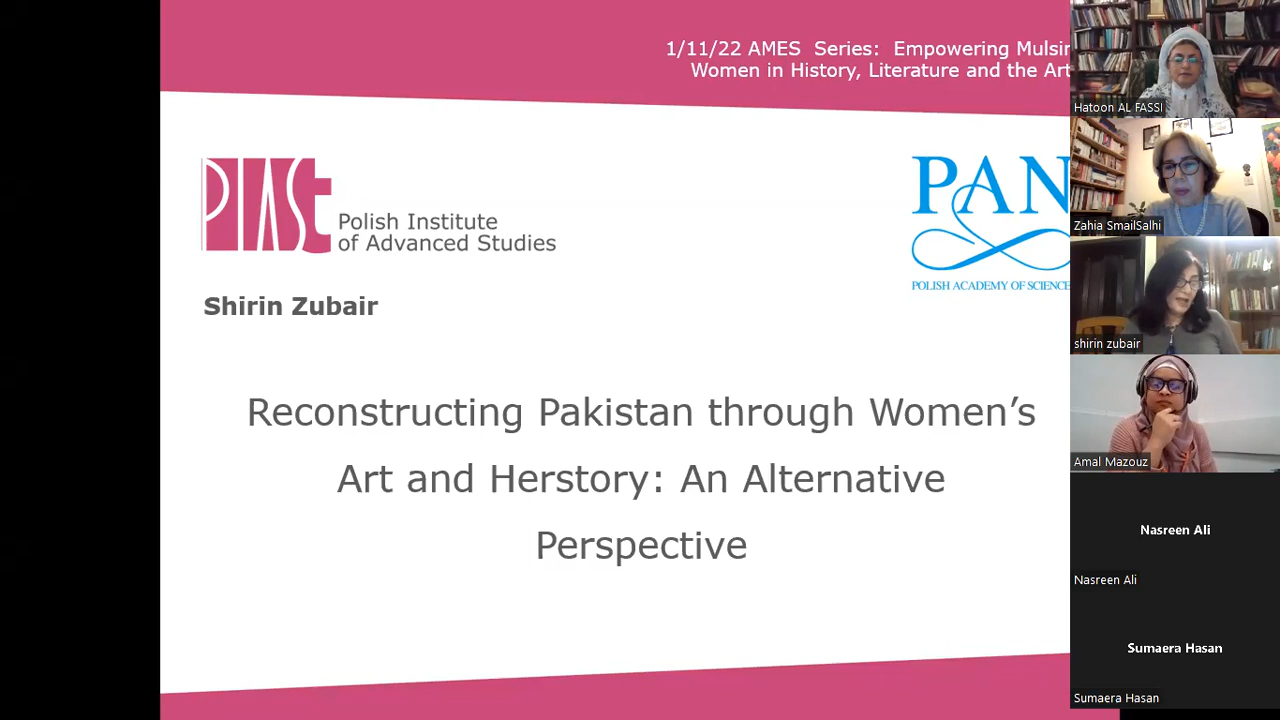 1/11/22 AMES Series: Empowering Mulsi
Women in History, Literature and the Art
PIASt
Polish Institute
of Advanced Studies
PAN
POLISH ACADEMY OF SCIENCE
Shirin Zubair
Reconstructing Pakistan through Women’s
Art and Herstory: An Alternative
Perspective
Hatoon AL FASSI
Zahia SmailSalhi
shirin zubair
Amal Mazouz
Nasreen Ali
Nasreen Ali
Sumaera Hasan
Sumaera Hasan